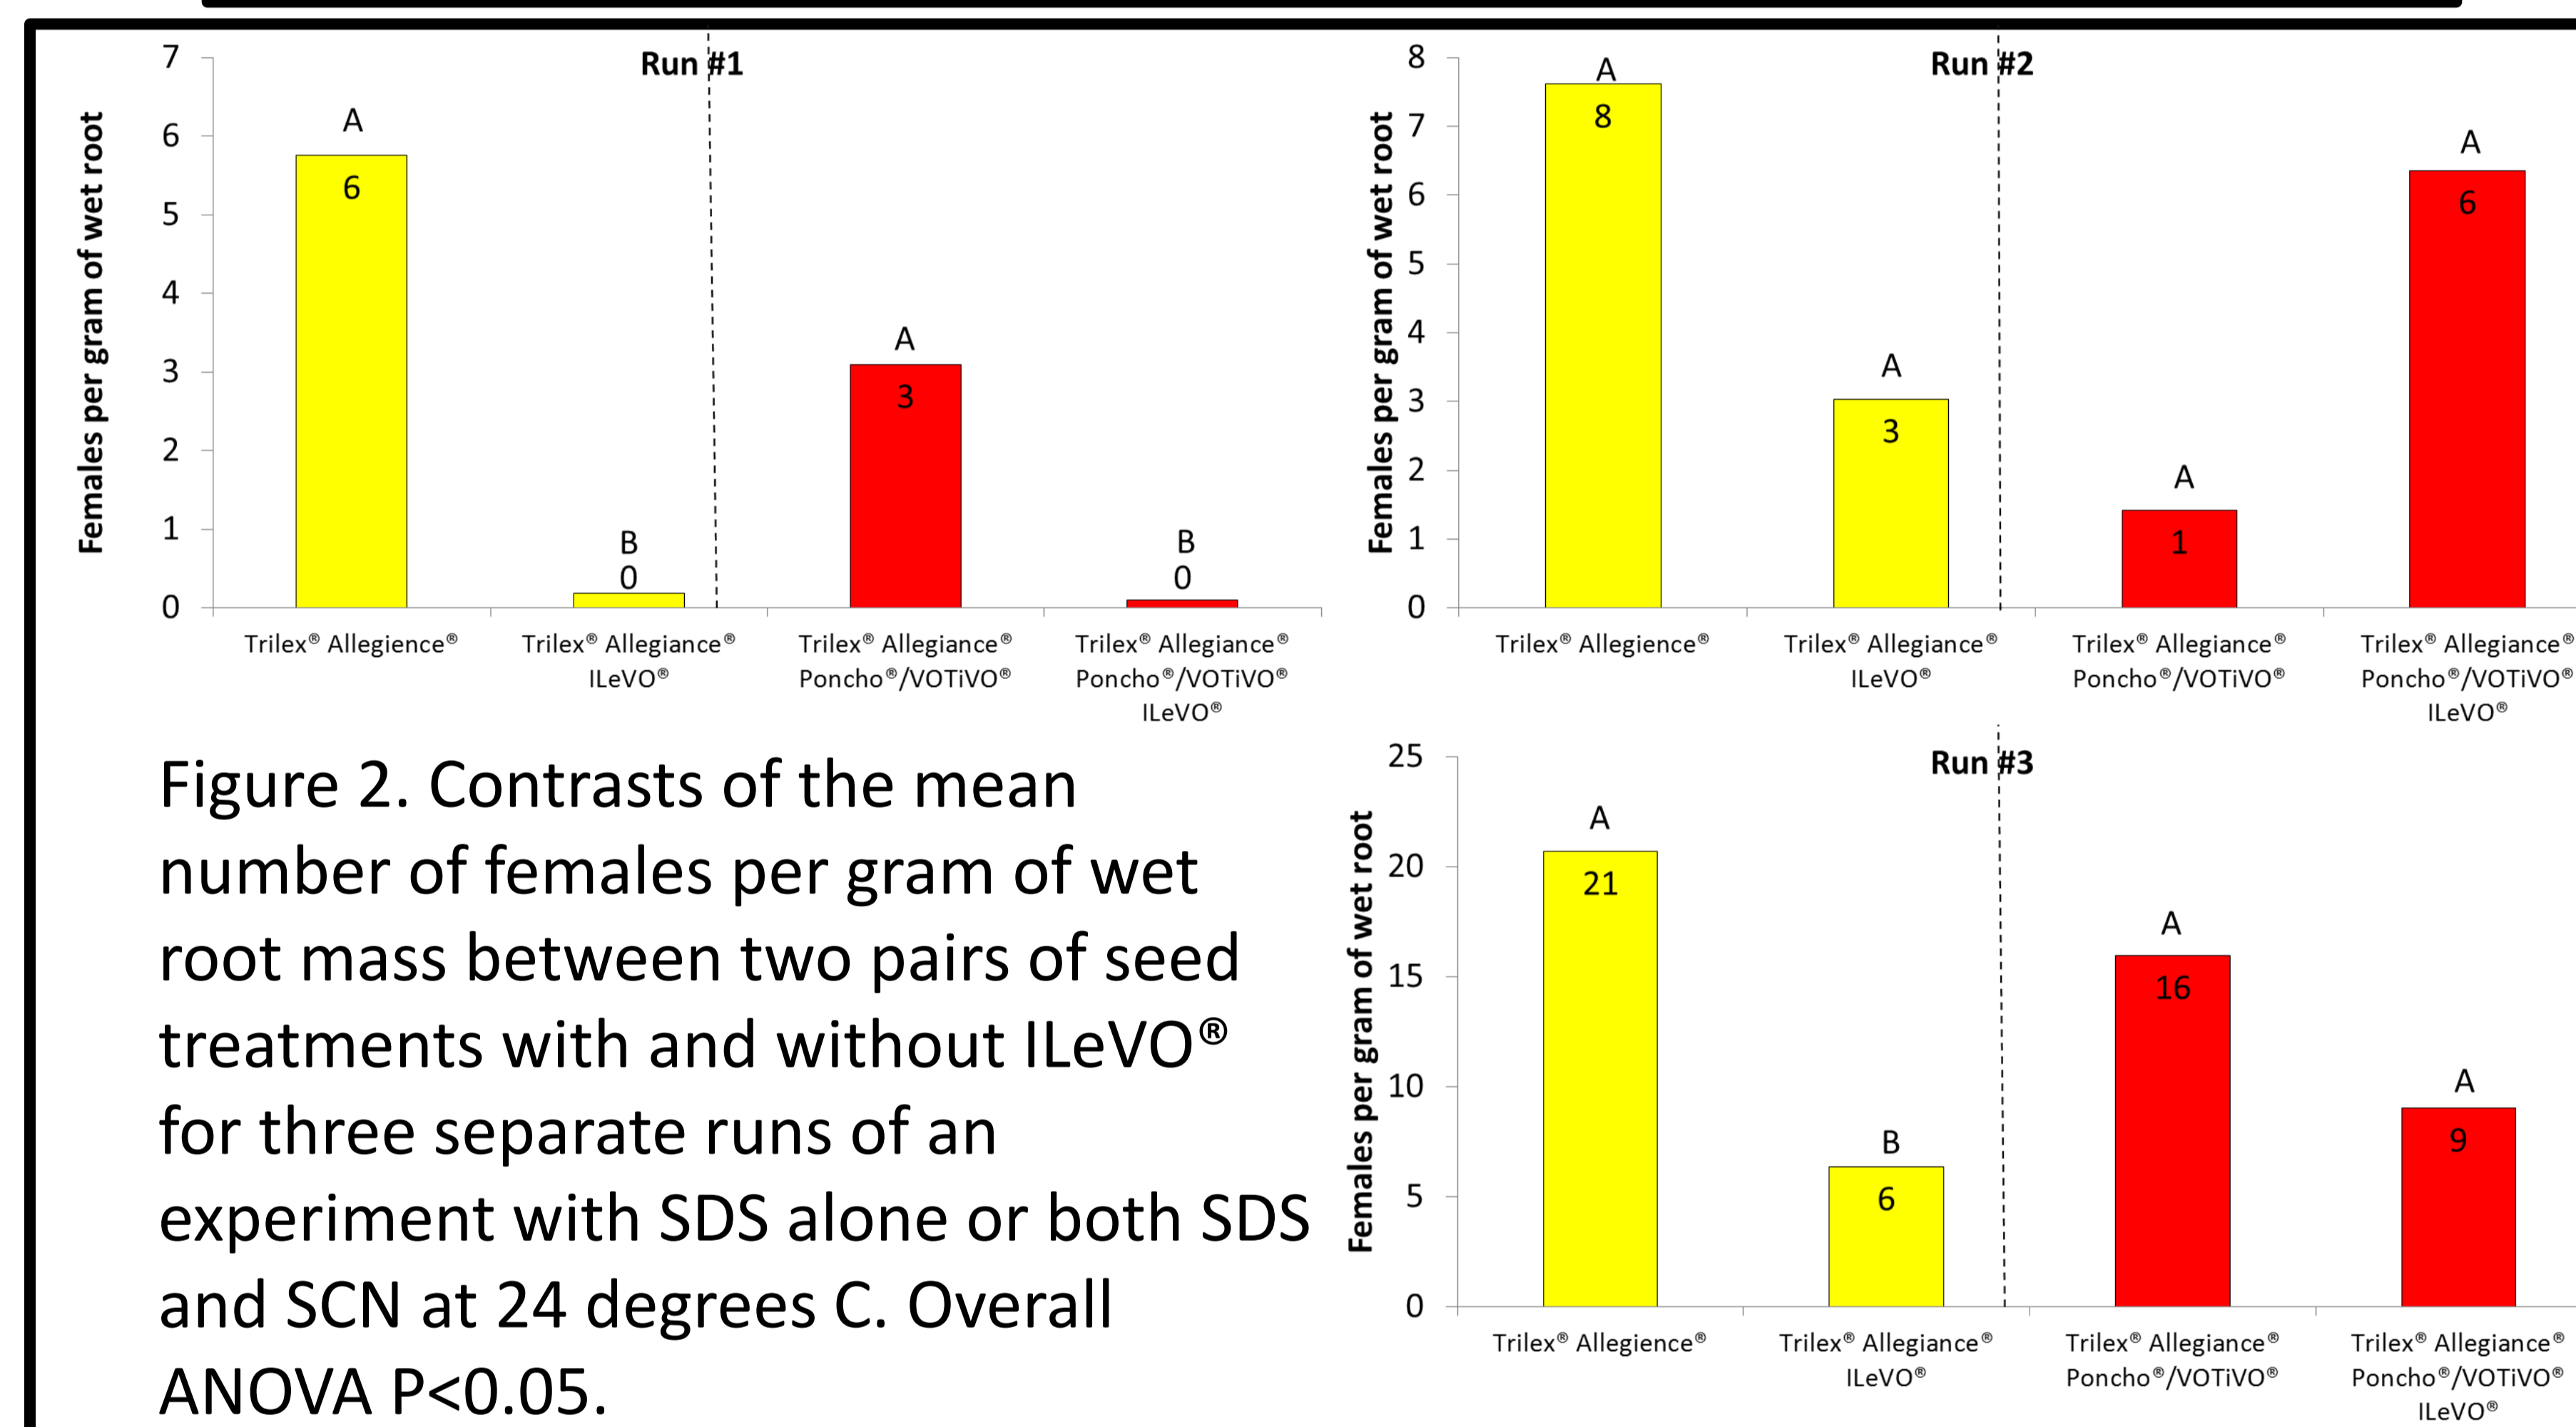 Run #1
Females per gram of wet root
7
6
5
4
3
2
1
0
A
6
B
0
A
3
B
0
Trilex® Allegience®
Trilex® Allegiance®
ILeVO®
Trilex® Allegiance®
Poncho®/VOTiVO®
Trilex® Allegiance®
Poncho®/VOTiVO®
ILeVO®
Run #2
Females per gram of wet root
8
7
6
5
4
3
2
1
0
A
8
A
3
A
1
A
6
Trilex® Allegience®
Trilex® Allegiance®
ILeVO®
Trilex® Allegiance®
Poncho®/VOTiVO®
Trilex® Allegiance®
Poncho®/VOTiVO®
ILeVO®
Figure 2. Contrasts of the mean
number of females per gram of wet
root mass between two pairs of seed
treatments with and without ILeVO®
for three separate runs of an
experiment with SDS alone or both SDS
and SCN at 24 degrees C. Overall
ANOVA P<0.05.
Run #3
Females per gram of wet root
25
20
15
10
5
0
A
21
B
6
A
16
A
9
Trilex® Allegience®
Trilex® Allegiance®
ILeVO®
Trilex® Allegiance®
Poncho®/VOTiVO®
Trilex® Allegiance®
Poncho®/VOTiVO®
ILeVO®